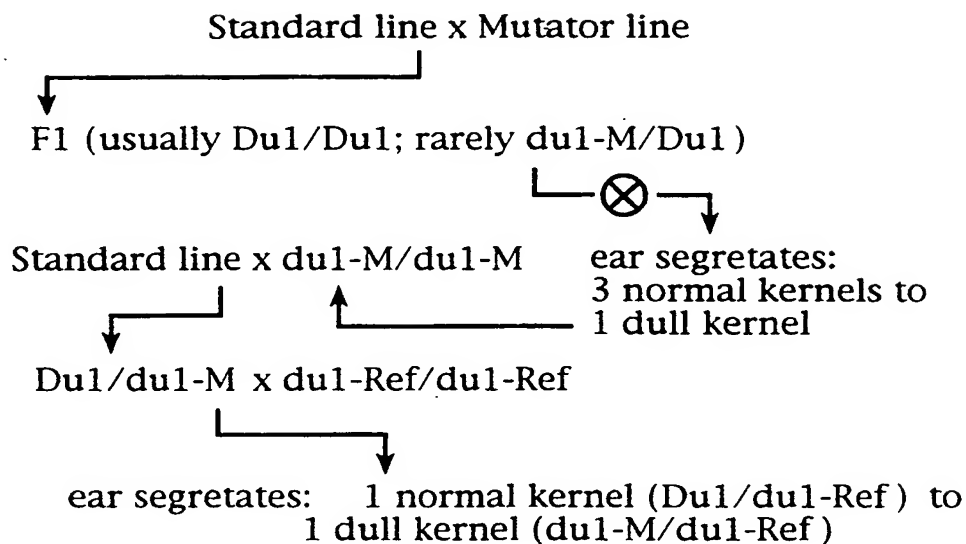 Standard line x Mutator line
F1 (usually Du1/Du1; rarely du1-M/Du1)
Standard line x du1-M/du1-M
ear segretates:
3 normal kernels to
1 dull kernel
Du1/du1-M x du1-Ref/du1-Ref
ear segretates: 1 normal kernel (Du1/du1-Ref) to
1 dull kernel (du1-M/du1-Ref)